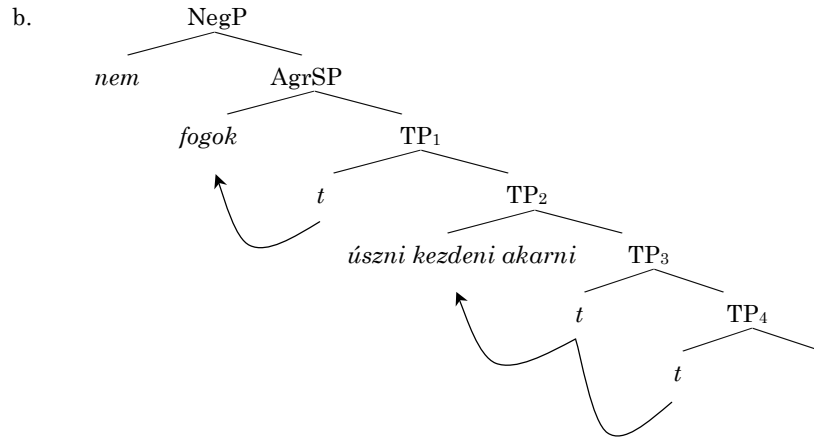 b.
NegP
nem
AgrSP
fogok
TP₁
t
TP₂
úszni kezdeni akarni
TP₃
t
TP₄
t